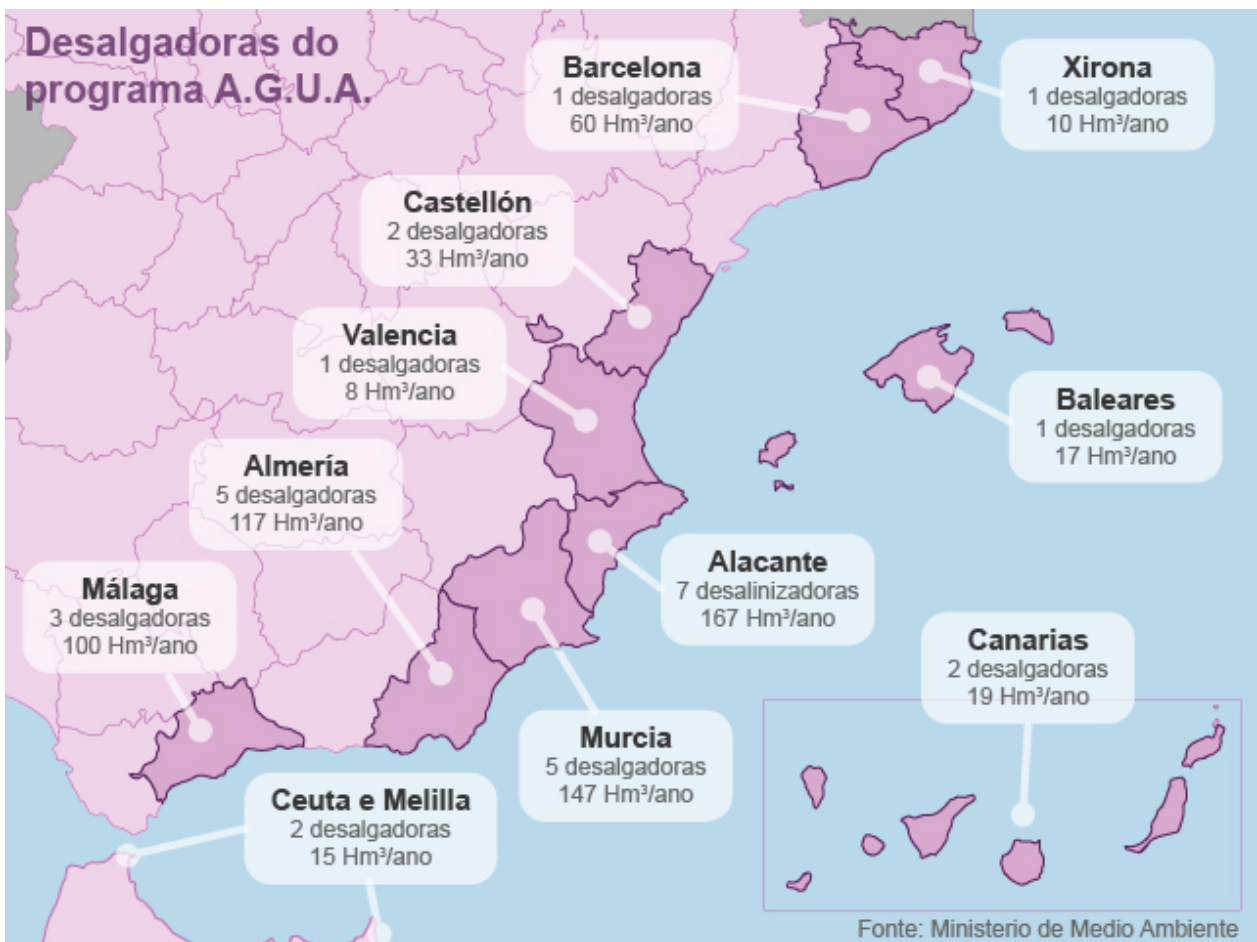 Desalgadoras do
programa A.G.U.A.
Barcelona
1 desalgadoras
60 Hm³/ano
Xirona
1 desalgadoras
10 Hm³/ano
Castellón
2 desalgadoras
33 Hm³/ano
Valencia
1 desalgadoras
8 Hm³/ano
Baleares
1 desalgadoras
17 Hm³/ano
Almería
5 desalgadoras
117 Hm³/ano
Alacante
7 desalinizadoras
167 Hm³/ano
Málaga
3 desalgadoras
100 Hm³/ano
Canarias
2 desalgadoras
19 Hm³/ano
Murcia
5 desalgadoras
147 Hm³/ano
Ceuta e Melilla
2 desalgadoras
15 Hm³/ano
Fonte: Ministerio de Medio Ambiente